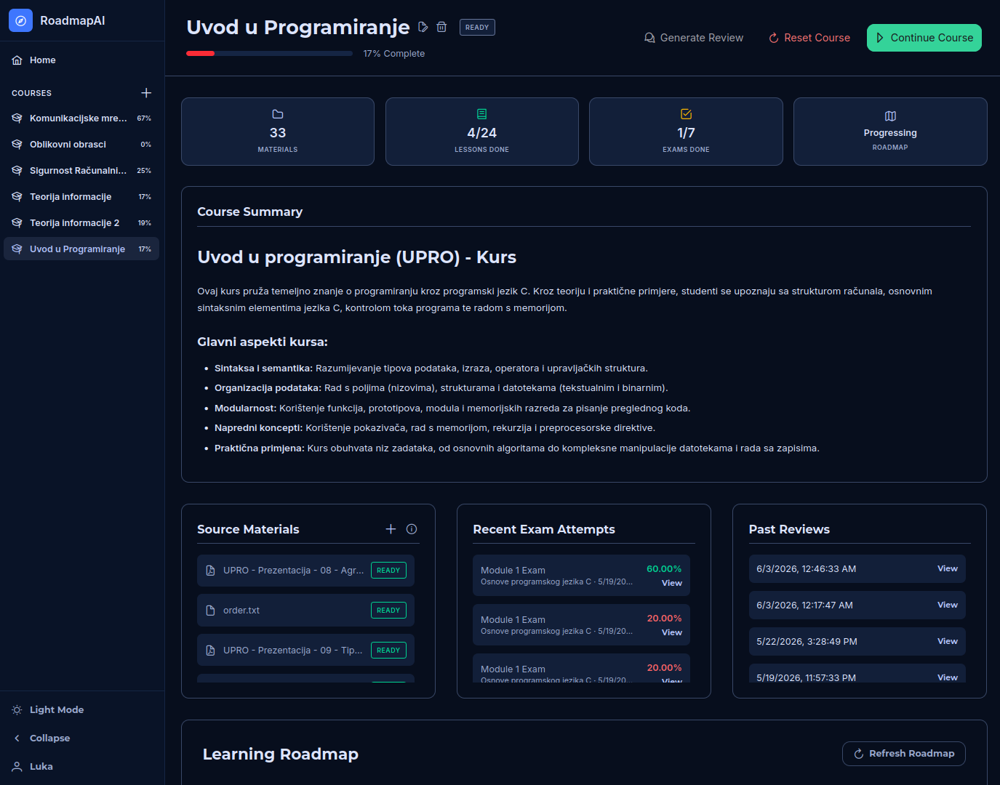 RoadmapAI
Home
COURSES
Komunikacijske mre... 67%
Oblikovni obrasci 0%
Sigurnost Računalni... 25%
Teorija informacije 17%
Teorija informacije 2 19%
Uvod u Programiranje 17%
Light Mode
Collapse
Luka
Uvod u Programiranje READY
17% Complete
Generate Review
Reset Course
Continue Course
33
MATERIALS
4/24
LESSONS DONE
1/7
EXAMS DONE
Progressing
ROADMAP
Course Summary
Uvod u programiranje (UPRO) - Kurs
Ovaj kurs pruža temeljno znanje o programiranju kroz programski jezik C. Kroz teoriju i praktične primjere, studenti se upoznaju sa strukturom računala, osnovnim
sintaksnim elementima jezika C, kontrolom toka programa te radom s memorijom.
Glavni aspekti kursa:
• Sintaksa i semantika: Razumijevanje tipova podataka, izraza, operatora i upravljačkih struktura.
• Organizacija podataka: Rad s poljima (nizovima), strukturama i datotekama (tekstualnim i binarnim).
• Modularnost: Korištenje funkcija, prototipova, modula i memorijskih razreda za pisanje preglednog koda.
• Napredni koncepti: Korištenje pokazivača, rad s memorijom, rekurzija i preprocesorske direktive.
• Praktična primjena: Kurs obuhvata niz zadataka, od osnovnih algoritama do kompleksne manipulacije datotekama i rada sa zapisima.
Source Materials
UPRO - Prezentacija - 08 - Agr... READY
order.txt READY
UPRO - Prezentacija - 09 - Tip... READY
Recent Exam Attempts
Module 1 Exam 60.00%
Osnove programskog jezika C · 5/19/20... View
Module 1 Exam 20.00%
Osnove programskog jezika C · 5/19/20... View
Module 1 Exam 20.00%
Osnove programskog jezika C · 5/19/20... View
Past Reviews
6/3/2026, 12:46:33 AM View
6/3/2026, 12:17:47 AM View
5/22/2026, 3:28:49 PM View
5/19/2026, 11:57:33 PM View
Learning Roadmap
Refresh Roadmap